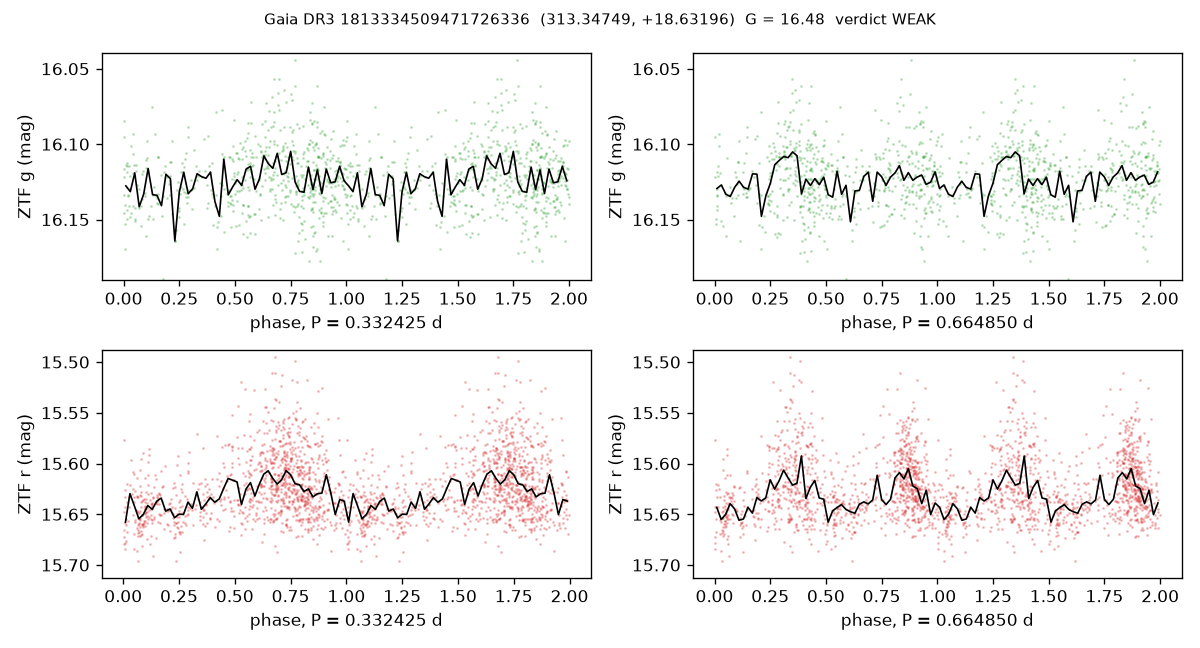 Gaia DR3 1813334509471726336 (313.34749, +18.63196) G = 16.48 verdict WEAK
ZTF g (mag)
16.05
16.10
16.15
0.00 0.25 0.50 0.75 1.00 1.25 1.50 1.75 2.00
phase, P = 0.332425 d
ZTF g (mag)
16.05
16.10
16.15
0.00 0.25 0.50 0.75 1.00 1.25 1.50 1.75 2.00
phase, P = 0.664850 d
ZTF r (mag)
15.50
15.55
15.60
15.65
15.70
0.00 0.25 0.50 0.75 1.00 1.25 1.50 1.75 2.00
phase, P = 0.332425 d
ZTF r (mag)
15.50
15.55
15.60
15.65
15.70
0.00 0.25 0.50 0.75 1.00 1.25 1.50 1.75 2.00
phase, P = 0.664850 d